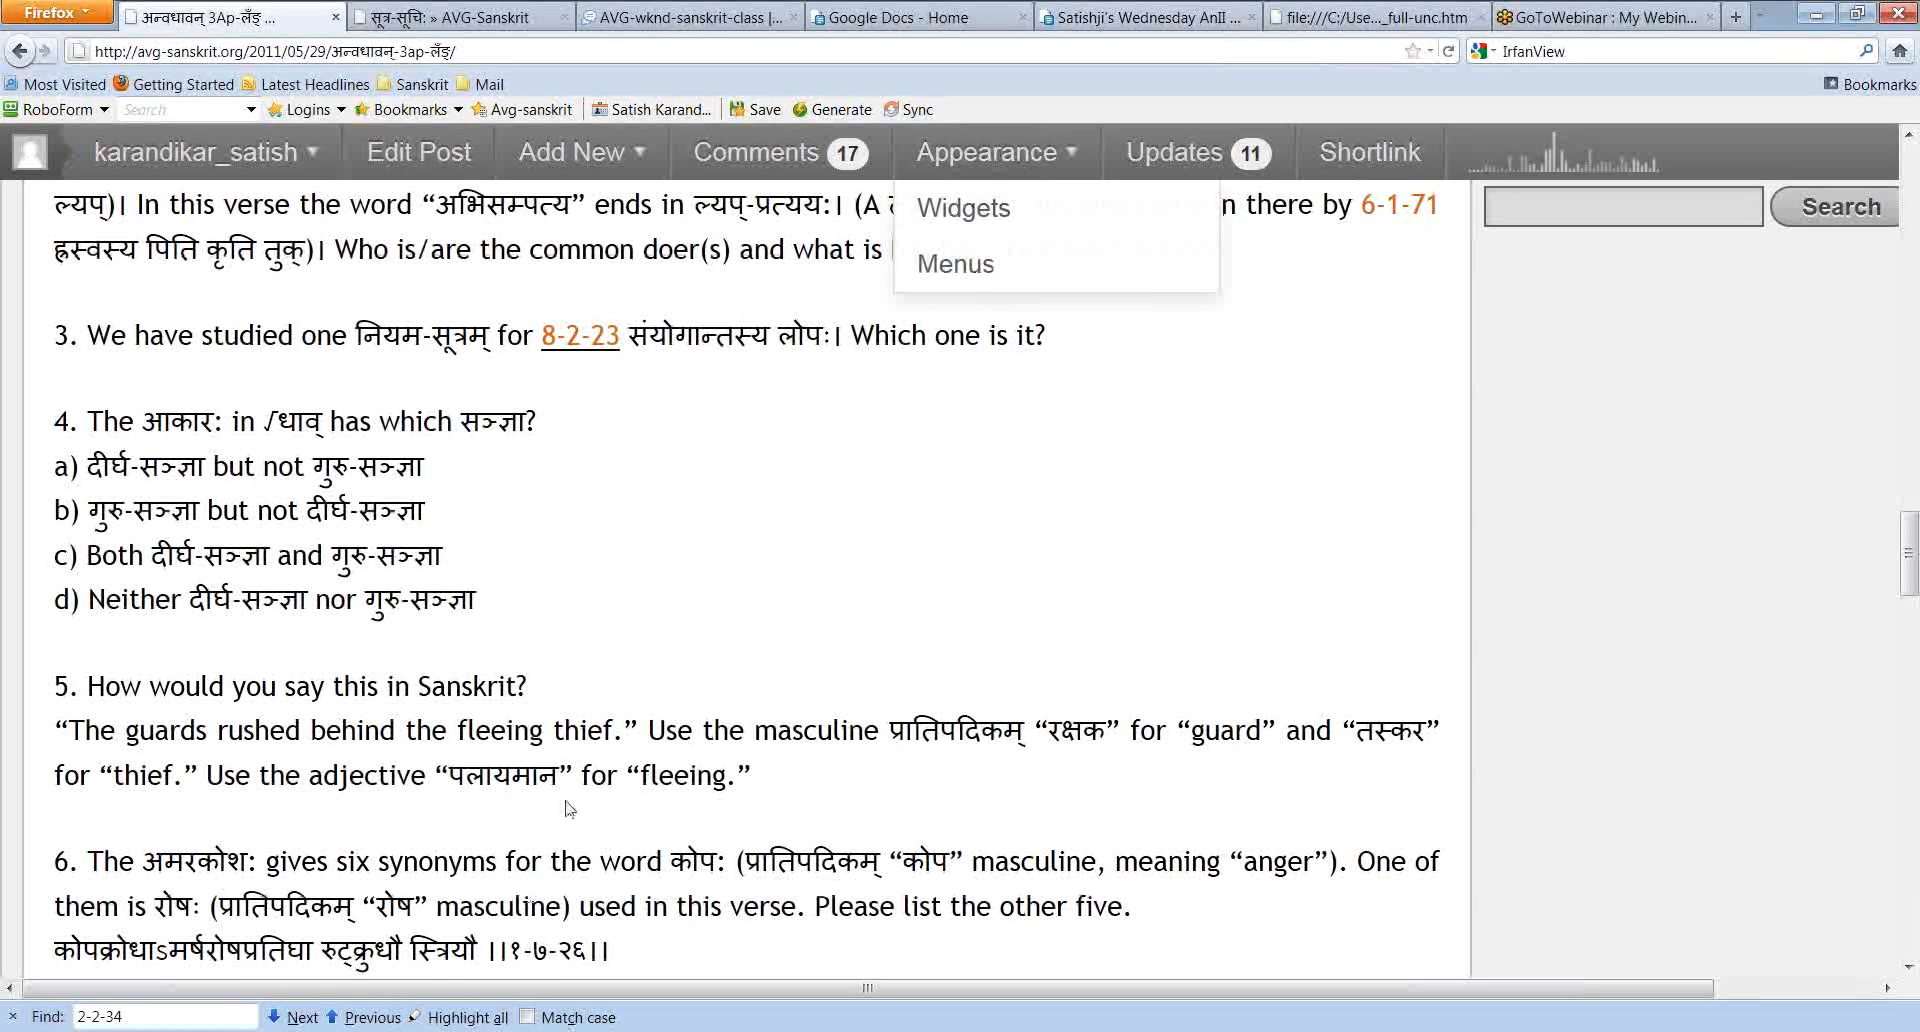 Firefox
अन्वधावन् 3Ap-लँङ् ...
सूत्र-सूचि: » AVG-Sanskrit
AVG-wknd-sanskrit-class |...
Google Docs - Home
Satishji's Wednesday AnII ...
file:///C:/Use..._full-unc.htm
GoToWebinar : My Webin...
http://avg-sanskrit.org/2011/05/29/अन्वधावन्-3ap-लँङ्/
IrfanView
Most Visited Getting Started Latest Headlines Sanskrit Mail Bookmarks
RoboForm Search Logins Bookmarks Avg-sanskrit Satish Karand... Save Generate Sync
karandikar_satish Edit Post Add New Comments 17 Appearance Updates 11 Shortlink
Widgets
Menus
Search
ल्यप्)। In this verse the word “अभिसम्पत्य” ends in ल्यप्-प्रत्यय:। (A n there by 6-1-71
ह्रस्वस्य पिति कृति तुक्)। Who is/are the common doer(s) and what is
3. We have studied one नियम-सूत्रम् for 8-2-23 संयोगान्तस्य लोपः। Which one is it?
4. The आकार: in √धाव् has which सञ्ज्ञा?
a) दीर्घ-सञ्ज्ञा but not गुरु-सञ्ज्ञा
b) गुरु-सञ्ज्ञा but not दीर्घ-सञ्ज्ञा
c) Both दीर्घ-सञ्ज्ञा and गुरु-सञ्ज्ञा
d) Neither दीर्घ-सञ्ज्ञा nor गुरु-सञ्ज्ञा
5. How would you say this in Sanskrit?
“The guards rushed behind the fleeing thief.” Use the masculine प्रातिपदिकम् “रक्षक” for “guard” and “तस्कर”
for “thief.” Use the adjective “पलायमान” for “fleeing.”
6. The अमरकोश: gives six synonyms for the word कोप: (प्रातिपदिकम् “कोप” masculine, meaning “anger”). One of
them is रोषः (प्रातिपदिकम् “रोष” masculine) used in this verse. Please list the other five.
कोपक्रोधाऽमर्षरोषप्रतिघा रुट्क्रुधौ स्त्रियौ ।।१-७-२६।।
Find: 2-2-34 Next Previous Highlight all Match case